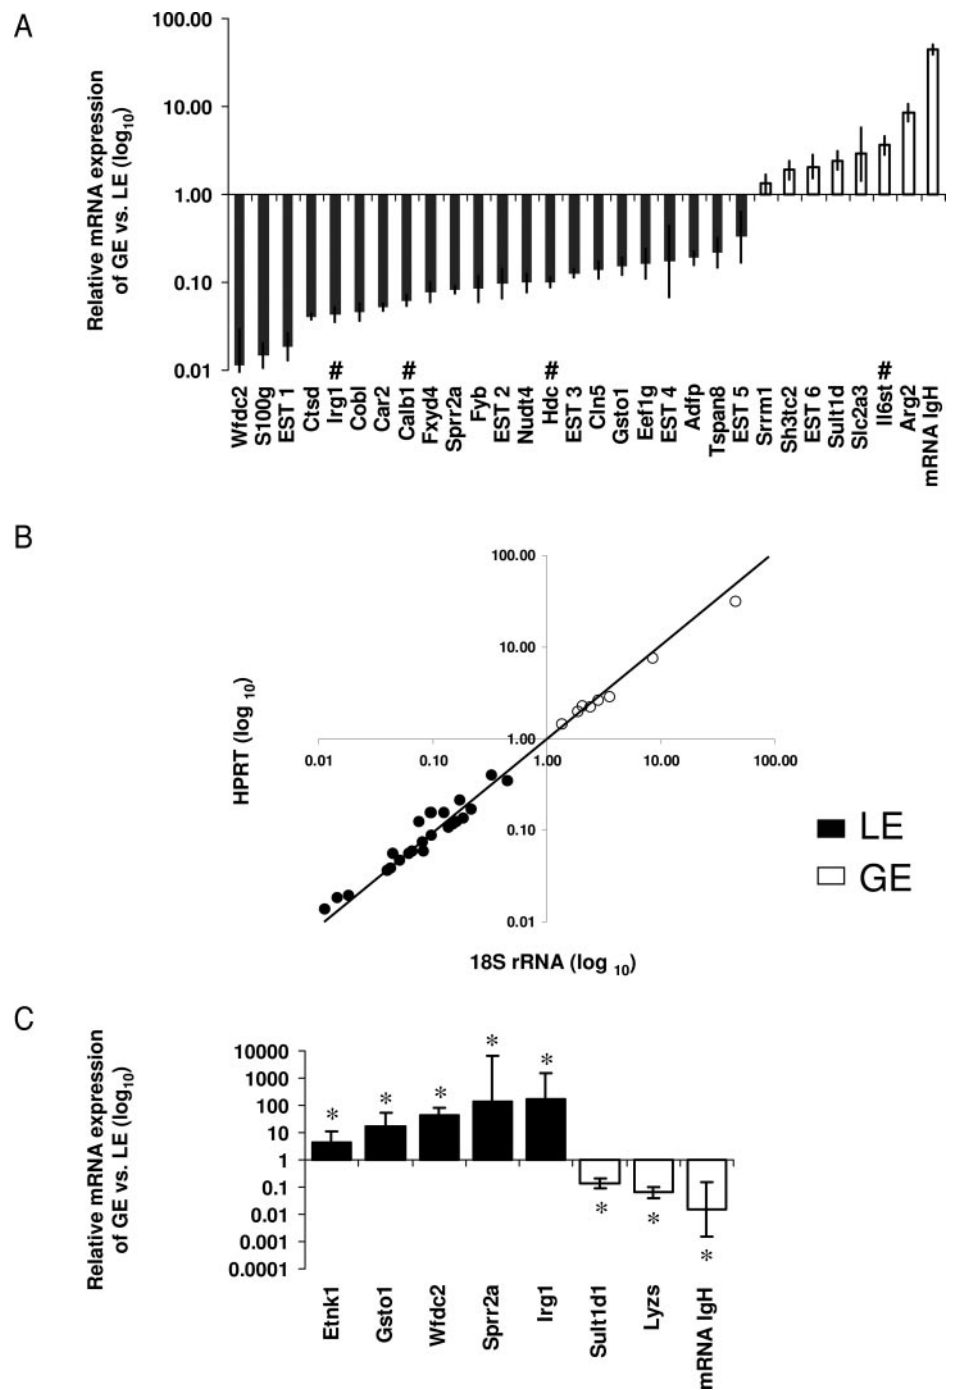 A
Relative mRNA expression
of GE vs. LE (log10)
100.00
10.00
1.00
0.10
0.01
# # # #
Wfdc2
S100g
EST 1
Ctsd
Irg1
Cobl
Car2
Calb1
Fxyd4
Sprr2a
Fyb
EST 2
Nudt4
Hdc
EST 3
Cln5
Gsto1
Eef1g
EST 4
Adfp
Tspan8
EST 5
Srrm1
Sh3tc2
EST 6
Sult1d
Slc2a3
Il6st
Arg2
mRNA IgH
B
HPRT (log 10)
100.00
10.00
1.00
0.10
0.01
0.01 0.10 1.00 10.00 100.00
18S rRNA (log 10)
LE
GE
C
Relative mRNA expression
of GE vs. LE (log10)
10000
1000
100
10
1
0.1
0.01
0.001
0.0001
* * * * *
* * *
Etnk1
Gsto1
Wfdc2
Sprr2a
Irg1
Sult1d1
Lyzs
mRNA IgH